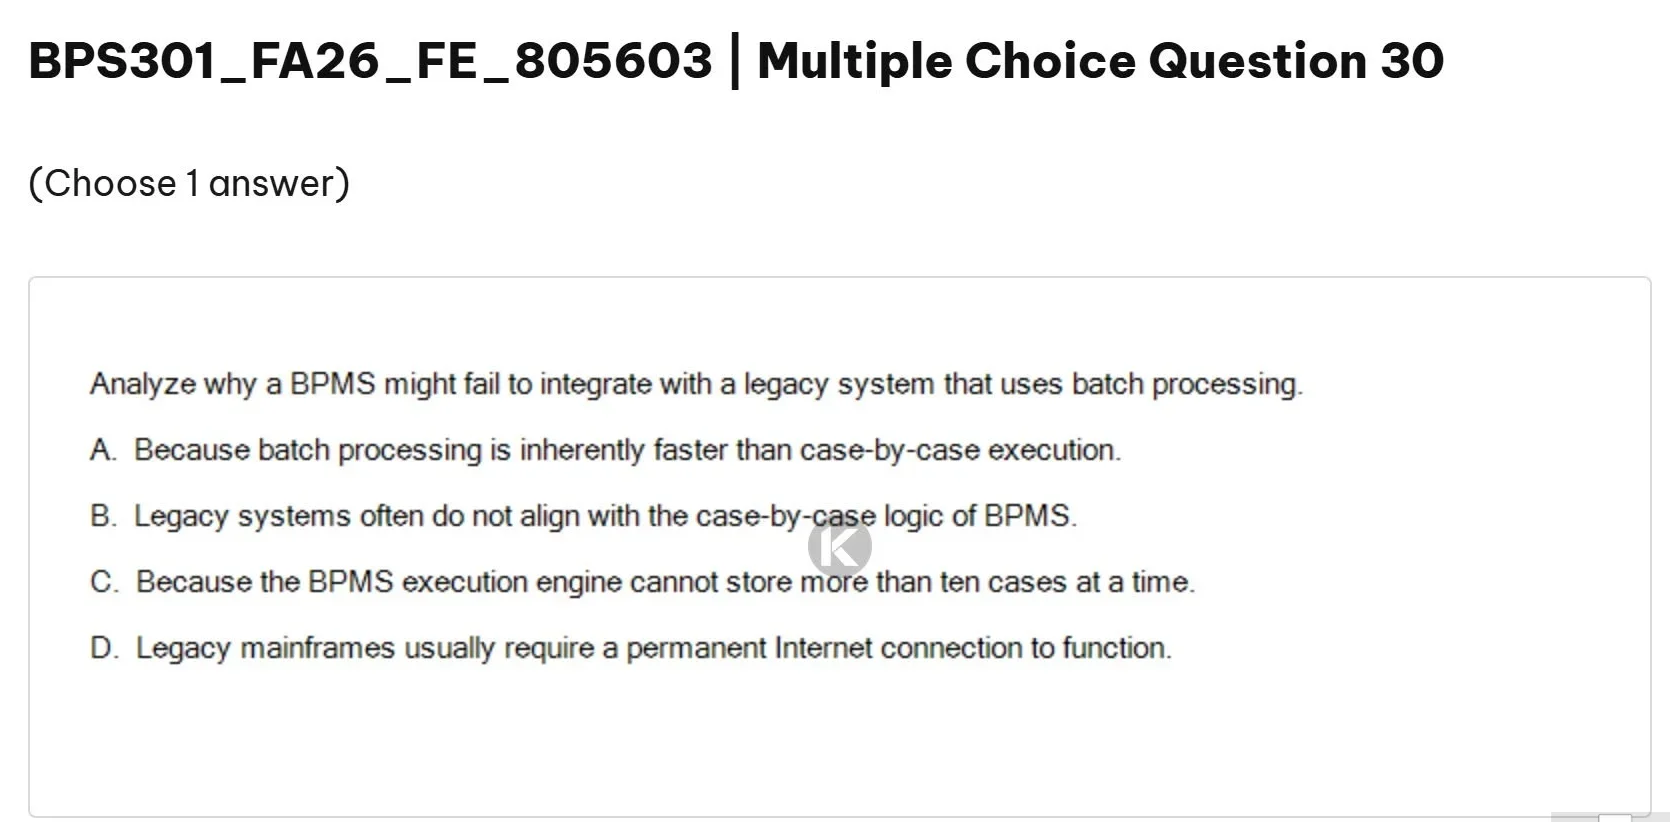 BPS301_FA26_FE_805603 | Multiple Choice Question 30
(Choose 1 answer)
Analyze why a BPMS might fail to integrate with a legacy system that uses batch processing.
A. Because batch processing is inherently faster than case-by-case execution.
B. Legacy systems often do not align with the case-by-case logic of BPMS.
K
C. Because the BPMS execution engine cannot store more than ten cases at a time.
D. Legacy mainframes usually require a permanent Internet connection to function.